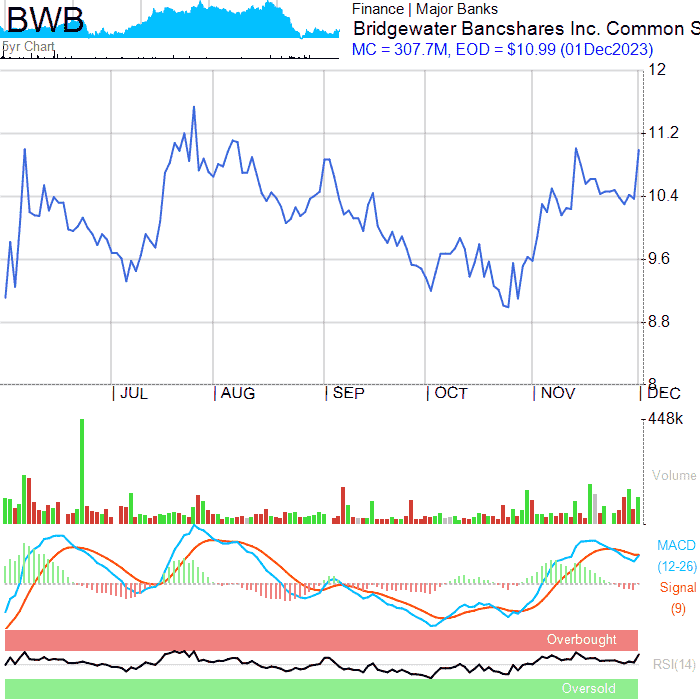 BWB
5yr Chart
Finance | Major Banks
Bridgewater Bancshares Inc. Common S
MC = 307.7M, EOD = $10.99 (01Dec2023)
12
11.2
10.4
9.6
8.8
8
JUL AUG SEP OCT NOV DEC
448k
Volume
MACD
(12-26)
Signal
(9)
Overbought
RSI(14)
Oversold